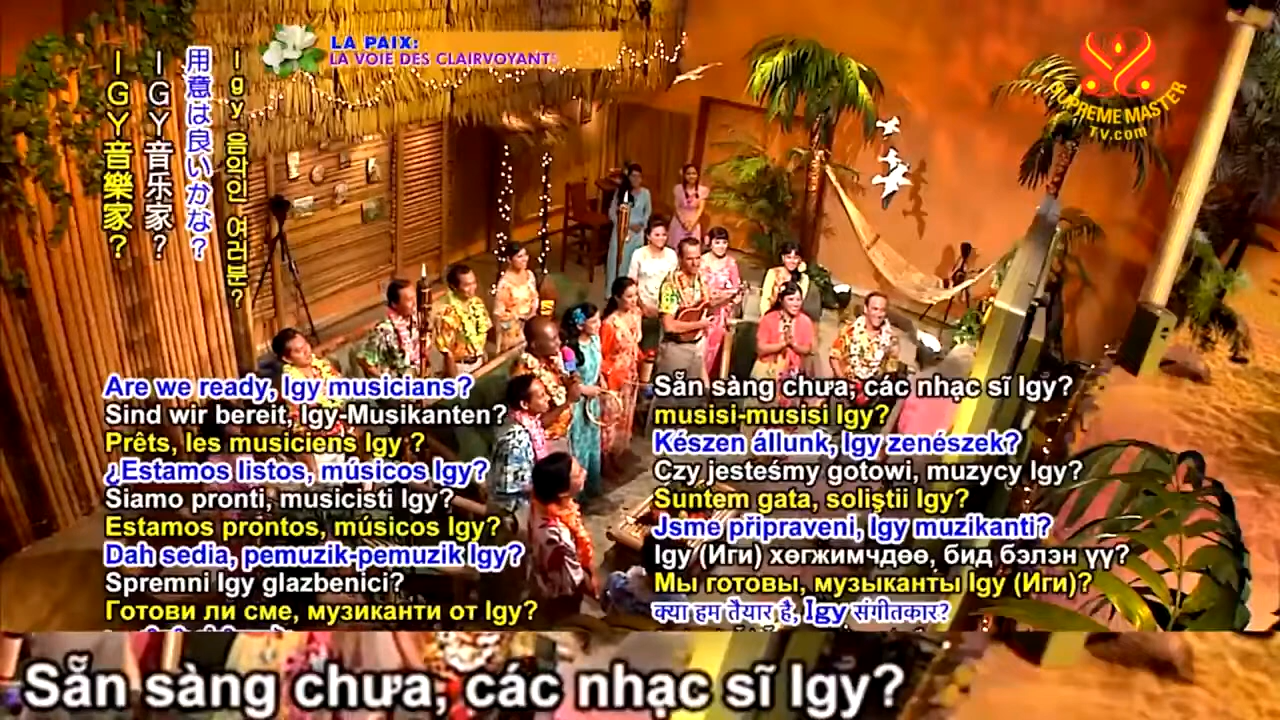 LA PAIX:
LA VOIE DES CLAIRVOYANTS
SUPREME MASTER
TV.com
Igy 음악인 여러분?
用意は良いかな?
IGY音乐家?
IGY音樂家?
Are we ready, Igy musicians?
Sind wir bereit, Igy-Musikanten?
Prêts, les musiciens Igy ?
¿Estamos listos, músicos Igy?
Siamo pronti, musicisti Igy?
Estamos prontos, músicos Igy?
Dah sedia, pemuzik-pemuzik Igy?
Spremni Igy glazbenici?
Готови ли сме, музиканти от Igy?
Sẵn sàng chưa, các nhạc sĩ Igy?
musisi-musisi Igy?
Készen állunk, Igy zenészek?
Czy jesteśmy gotowi, muzycy Igy?
Suntem gata, soliştii Igy?
Jsme připraveni, Igy muzikanti?
Igy (Иги) хөгжимчдөө, бид бэлэн үү?
Мы готовы, музыканты Igy (Иги)?
क्या हम तैयार है, Igy संगीतकार?
Sẵn sàng chưa, các nhạc sĩ Igy?